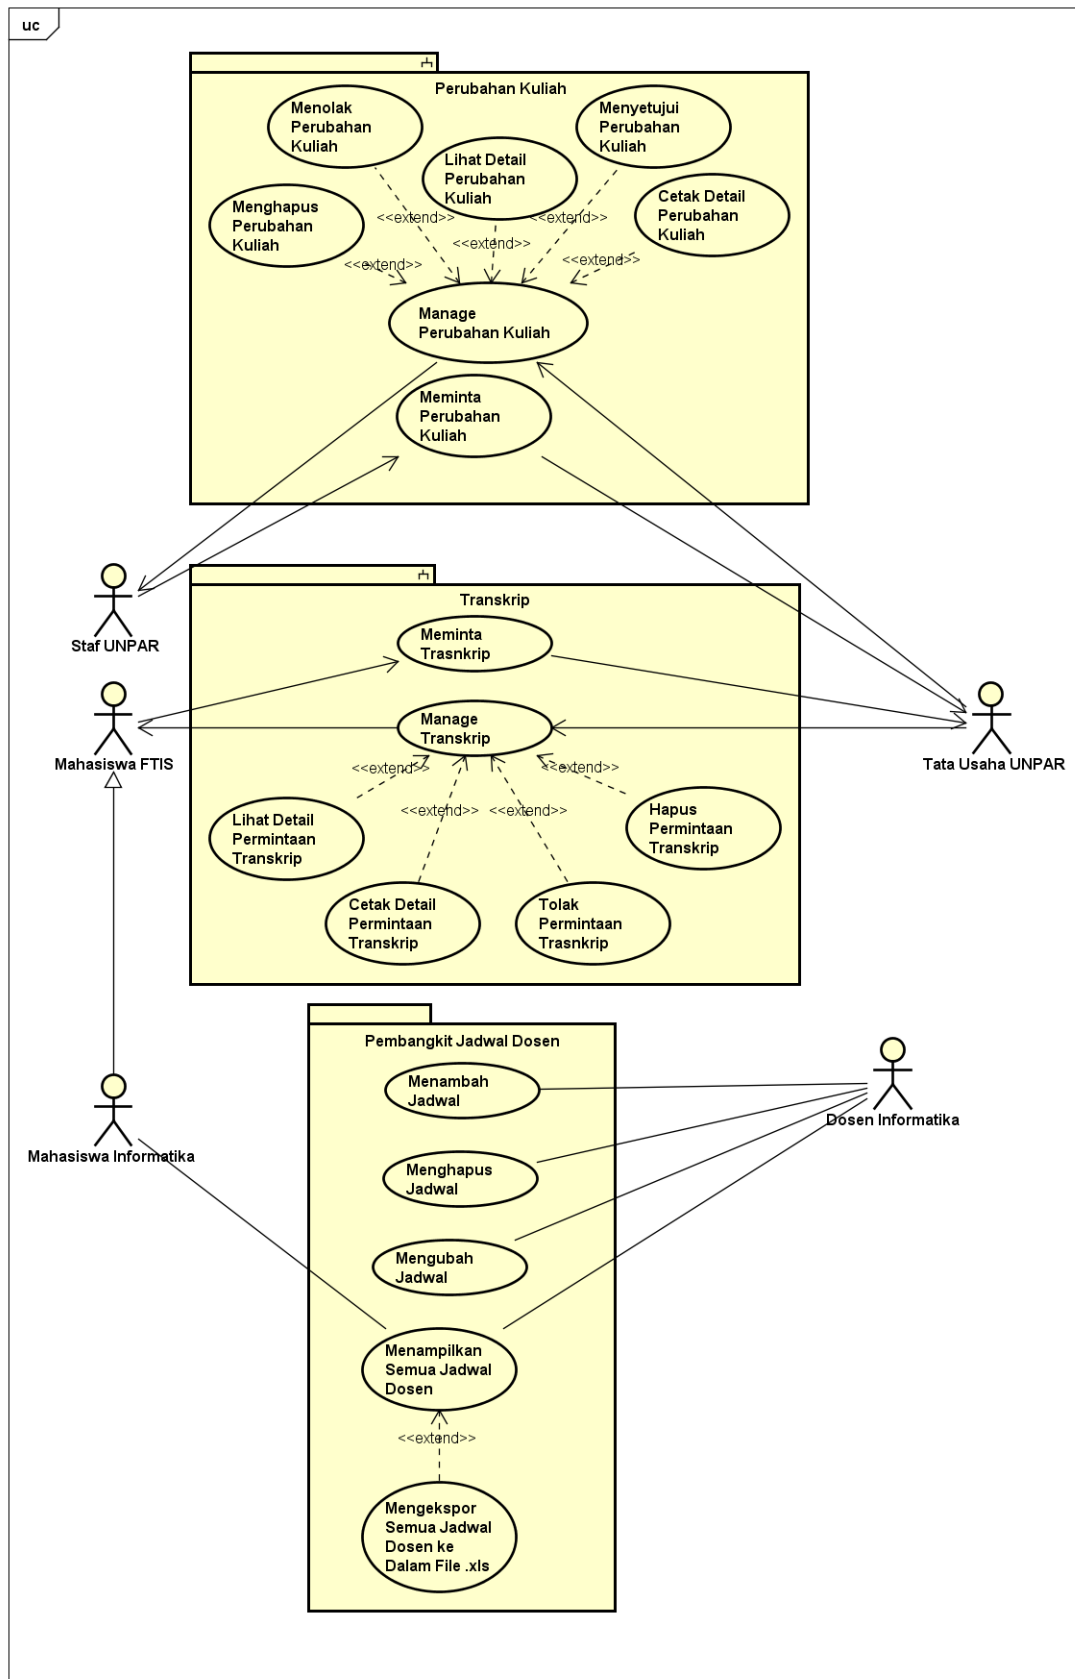 uc
Perubahan Kuliah
Menolak
Perubahan
Kuliah
Menyetujui
Perubahan
Kuliah
Lihat Detail
Perubahan
Kuliah
Menghapus
Perubahan
Kuliah
Cetak Detail
Perubahan
Kuliah
<<extend>>
<<extend>>
<<extend>>
<<extend>>
<<extend>>
Manage
Perubahan Kuliah
Meminta
Perubahan
Kuliah
Staf UNPAR
Transkrip
Meminta
Trasnkrip
Mahasiswa FTIS
Manage
Transkrip
Tata Usaha UNPAR
<<extend>>
<<extend>>
<<extend>>
<<extend>>
Lihat Detail
Permintaan
Transkrip
Hapus
Permintaan
Transkrip
Cetak Detail
Permintaan
Transkrip
Tolak
Permintaan
Trasnkrip
Pembangkit Jadwal Dosen
Menambah
Jadwal
Dosen Informatika
Mahasiswa Informatika
Menghapus
Jadwal
Mengubah
Jadwal
Menampilkan
Semua Jadwal
Dosen
<<extend>>
Mengekspor
Semua Jadwal
Dosen ke
Dalam File .xls